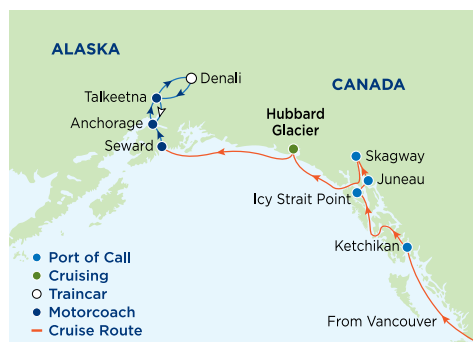 ALASKA
Denali
CANADA
Talkeetna
Hubbard
Glacier
Anchorage
Seward
Skagway
Juneau
Icy Strait Point
Ketchikan
Port of Call
Cruising
Traincar
Motorcoach
Cruise Route
From Vancouver